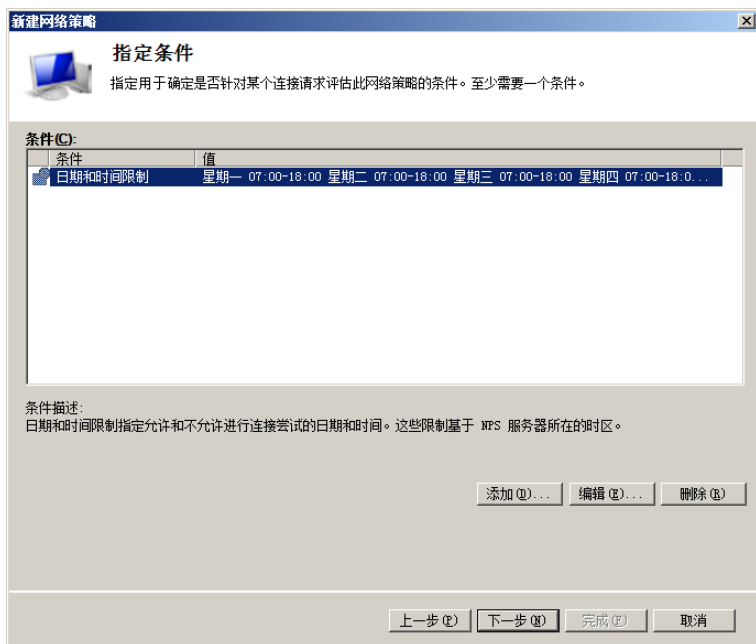 新建网络策略
指定条件
指定用于确定是否针对某个连接请求评估此网络策略的条件。至少需要一个条件。
条件(C):
条件 值
日期和时间限制 星期一 07:00-18:00 星期二 07:00-18:00 星期三 07:00-18:00 星期四 07:00-18:0...
条件描述:
日期和时间限制指定允许和不允许进行连接尝试的日期和时间。这些限制基于 NPS 服务器所在的时区。
添加(D)... 编辑(E)... 删除(R)
上一步(P) 下一步(N) 完成(F) 取消